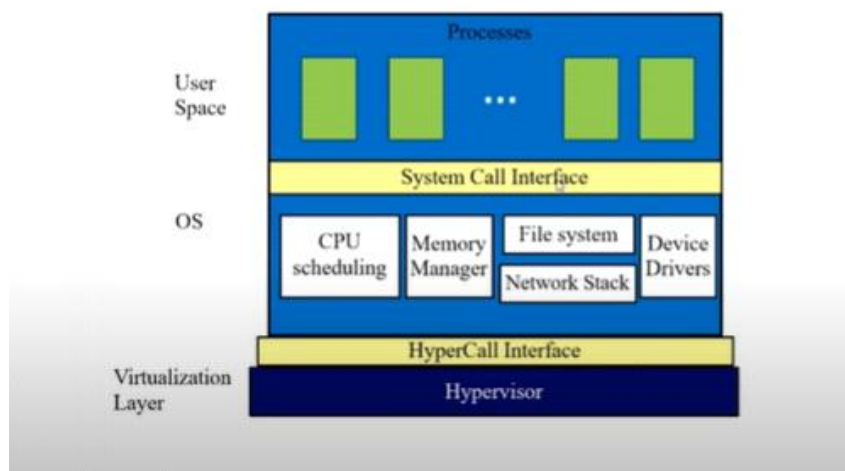 Processes
User
Space
System Call Interface
OS
CPU
scheduling
Memory
Manager
File system
Network Stack
Device
Drivers
HyperCall Interface
Virtualization
Layer
Hypervisor